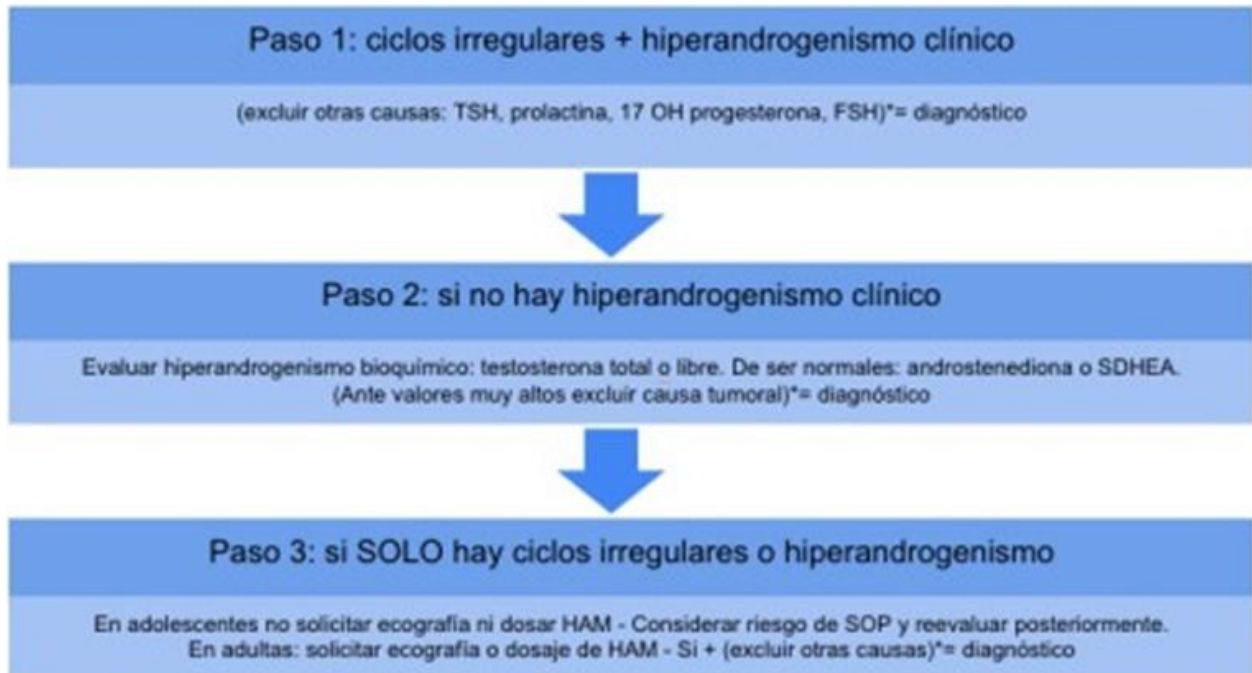 Paso 1: ciclos irregulares + hiperandrogenismo clínico
(excluir otras causas: TSH, prolactina, 17 OH progesterona, FSH)*= diagnóstico
Paso 2: si no hay hiperandrogenismo clínico
Evaluar hiperandrogenismo bioquímico: testosterona total o libre. De ser normales: androstenediona o SDHEA.
(Ante valores muy altos excluir causa tumoral)*= diagnóstico
Paso 3: si SOLO hay ciclos irregulares o hiperandrogenismo
En adolescentes no solicitar ecografía ni dosar HAM - Considerar riesgo de SOP y reevaluar posteriormente.
En adultas: solicitar ecografía o dosaje de HAM - Si + (excluir otras causas)*= diagnóstico